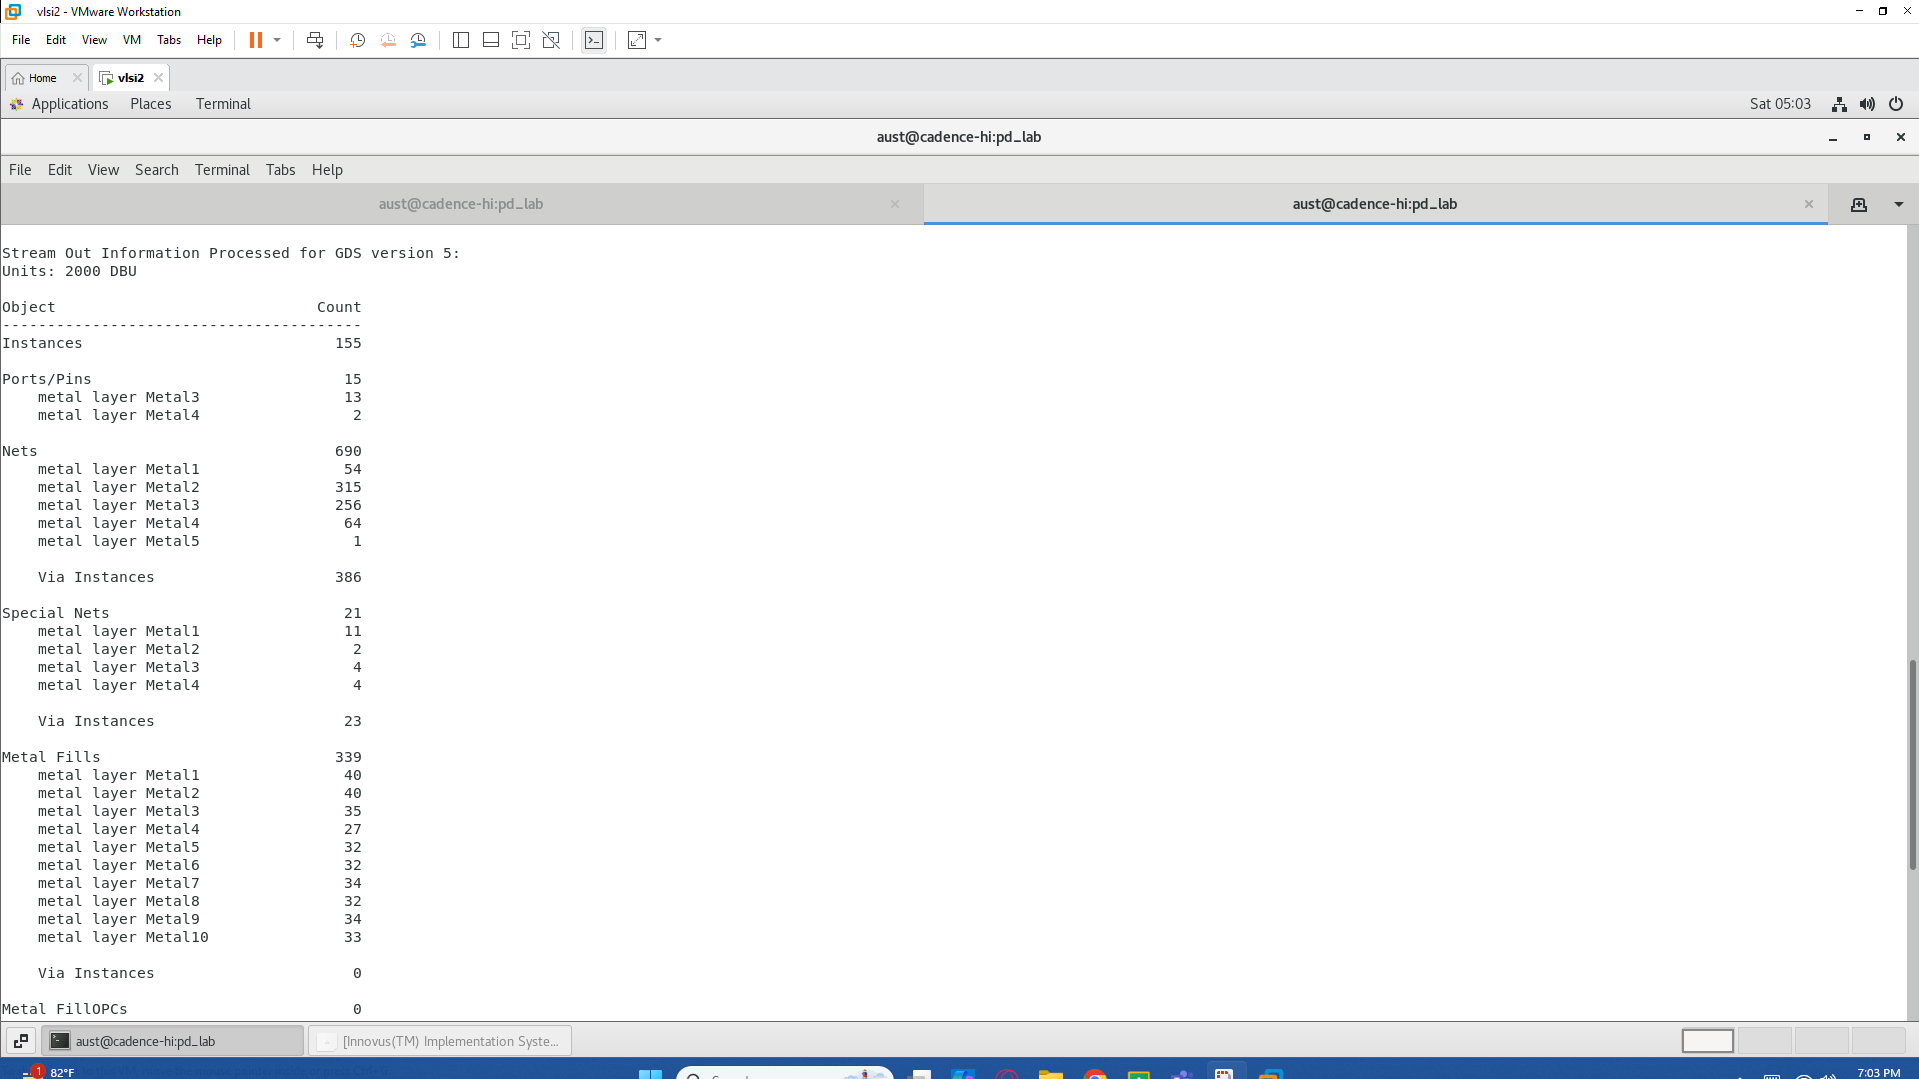 vlsi2 - VMware Workstation
File Edit View VM Tabs Help
Home vlsi2
Applications Places Terminal Sat 05:03
aust@cadence-hi:pd_lab
File Edit View Search Terminal Tabs Help
aust@cadence-hi:pd_lab aust@cadence-hi:pd_lab
Stream Out Information Processed for GDS version 5:
Units: 2000 DBU
Object Count
----------------------------------------
Instances 155
Ports/Pins 15
metal layer Metal3 13
metal layer Metal4 2
Nets 690
metal layer Metal1 54
metal layer Metal2 315
metal layer Metal3 256
metal layer Metal4 64
metal layer Metal5 1
Via Instances 386
Special Nets 21
metal layer Metal1 11
metal layer Metal2 2
metal layer Metal3 4
metal layer Metal4 4
Via Instances 23
Metal Fills 339
metal layer Metal1 40
metal layer Metal2 40
metal layer Metal3 35
metal layer Metal4 27
metal layer Metal5 32
metal layer Metal6 32
metal layer Metal7 34
metal layer Metal8 32
metal layer Metal9 34
metal layer Metal10 33
Via Instances 0
Metal FillOPCs 0
aust@cadence-hi:pd_lab [Innovus(TM) Implementation Syste...
1 82°F 7:03 PM